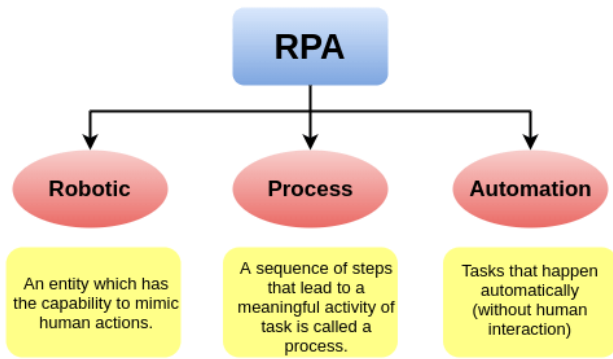 RPA
Robotic
Process
Automation
An entity which has
the capability to mimic
human actions.
A sequence of steps
that lead to a
meaningful activity of
task is called a
process.
Tasks that happen
automatically
(without human
interaction)